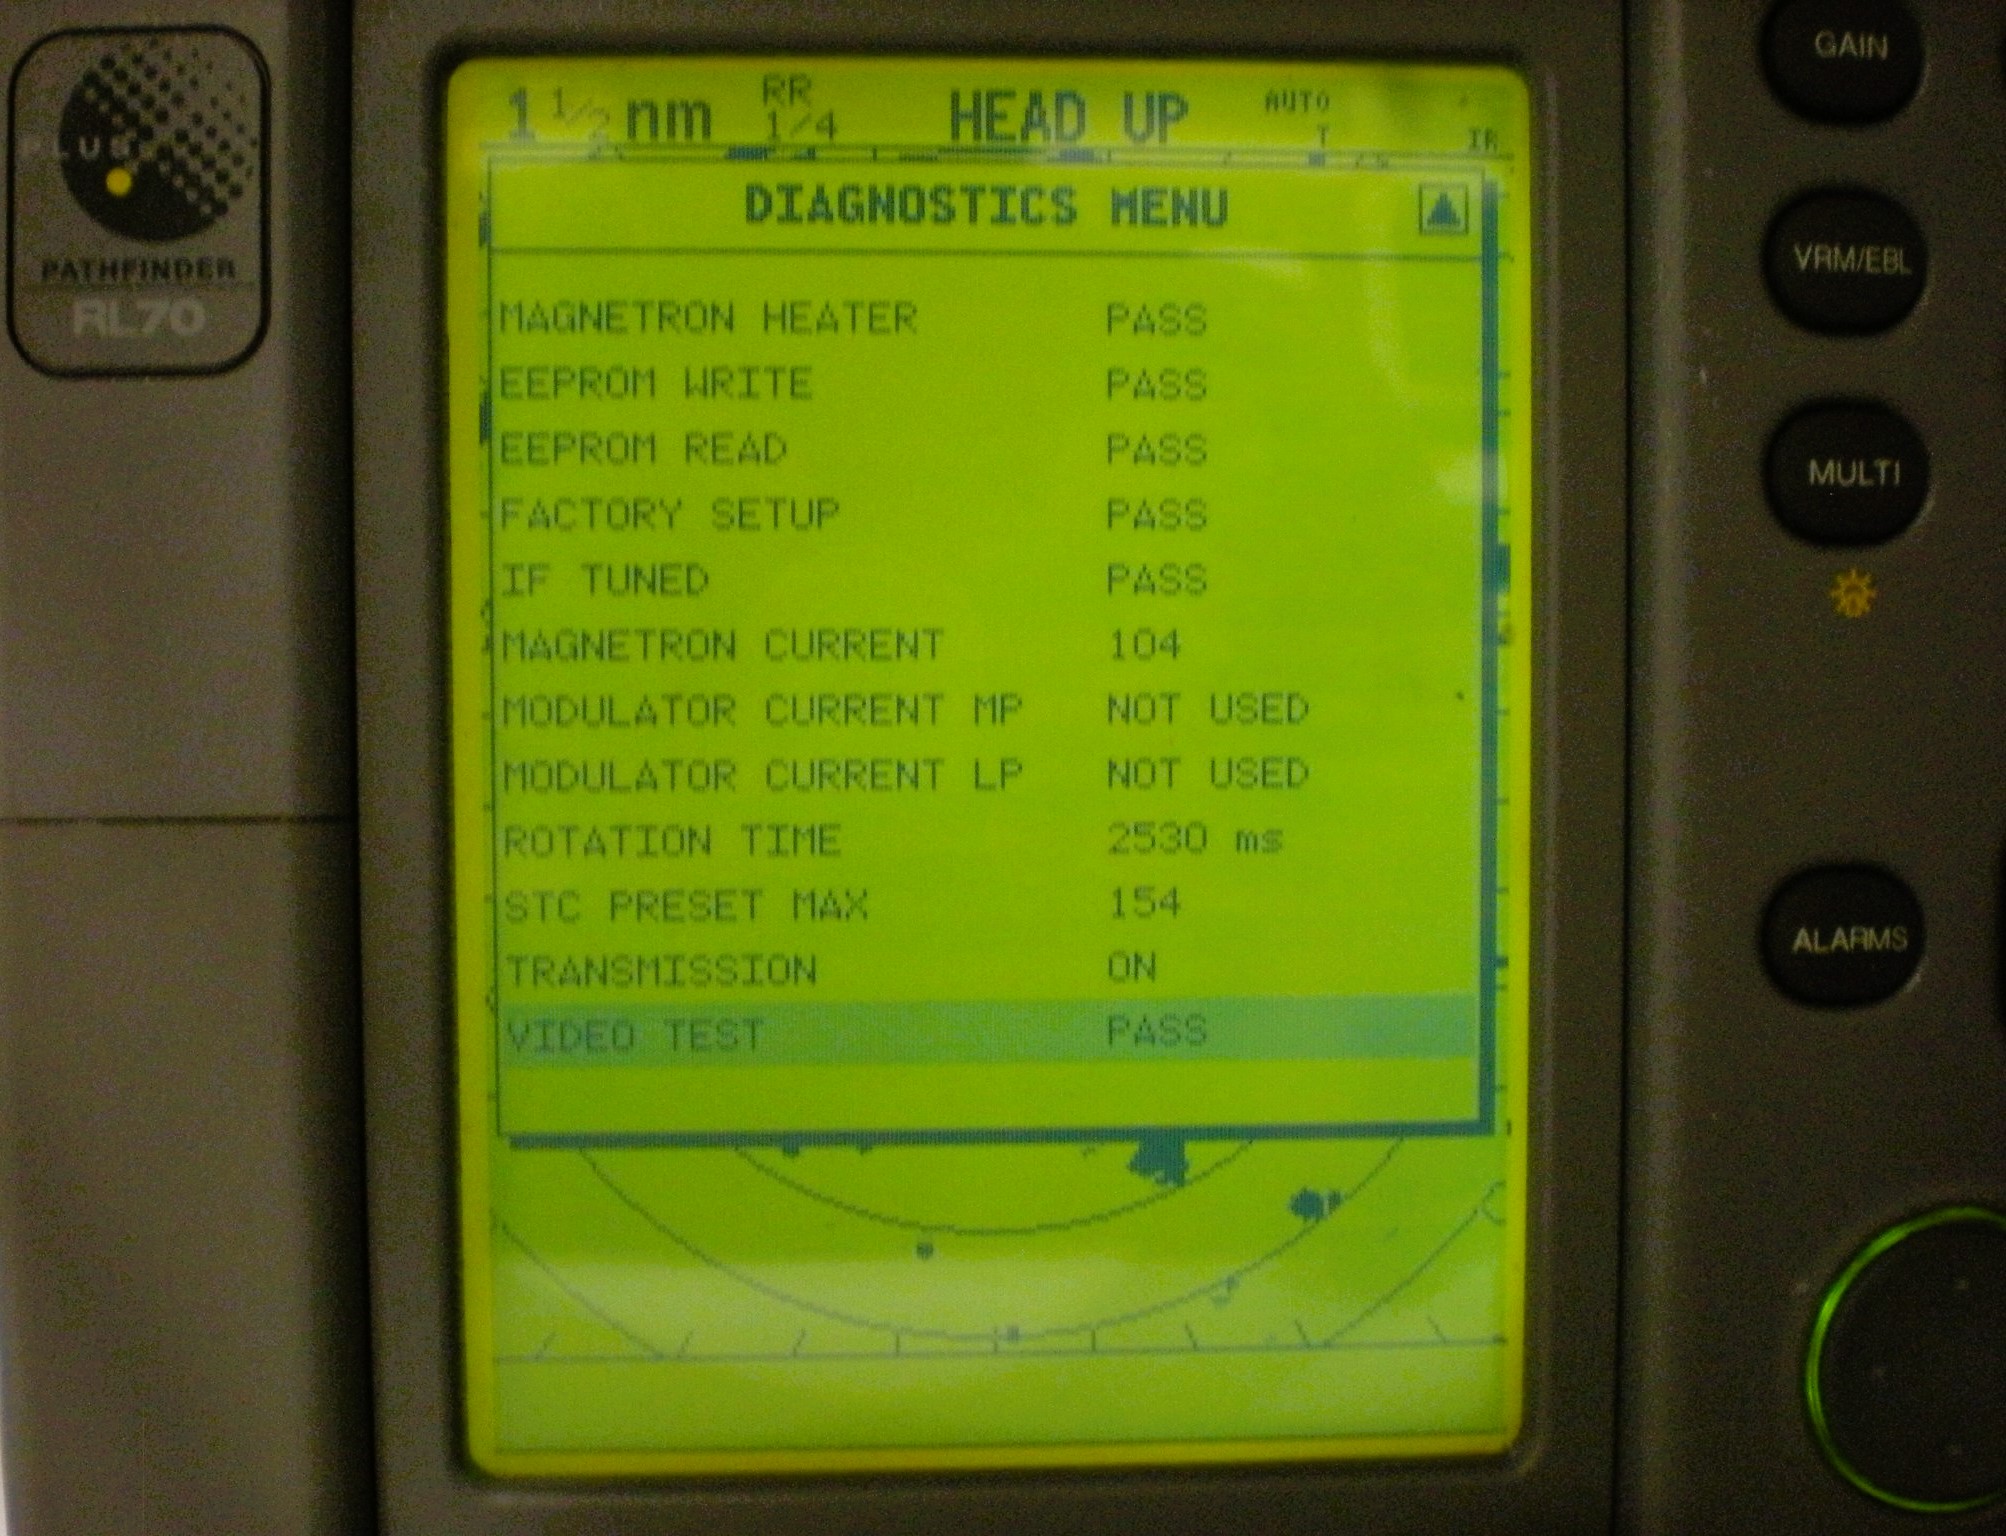 PLUS
PATHFINDER
RL70
1 1/2 nm RR 1/4 HEAD UP AUTO T IR
DIAGNOSTICS MENU
MAGNETRON HEATER PASS
EEPROM WRITE PASS
EEPROM READ PASS
FACTORY SETUP PASS
IF TUNED PASS
MAGNETRON CURRENT 104
MODULATOR CURRENT MP NOT USED
MODULATOR CURRENT LP NOT USED
ROTATION TIME 2530 ms
STC PRESET MAX 154
TRANSMISSION ON
VIDEO TEST PASS
GAIN
VRM/EBL
MULTI
ALARMS